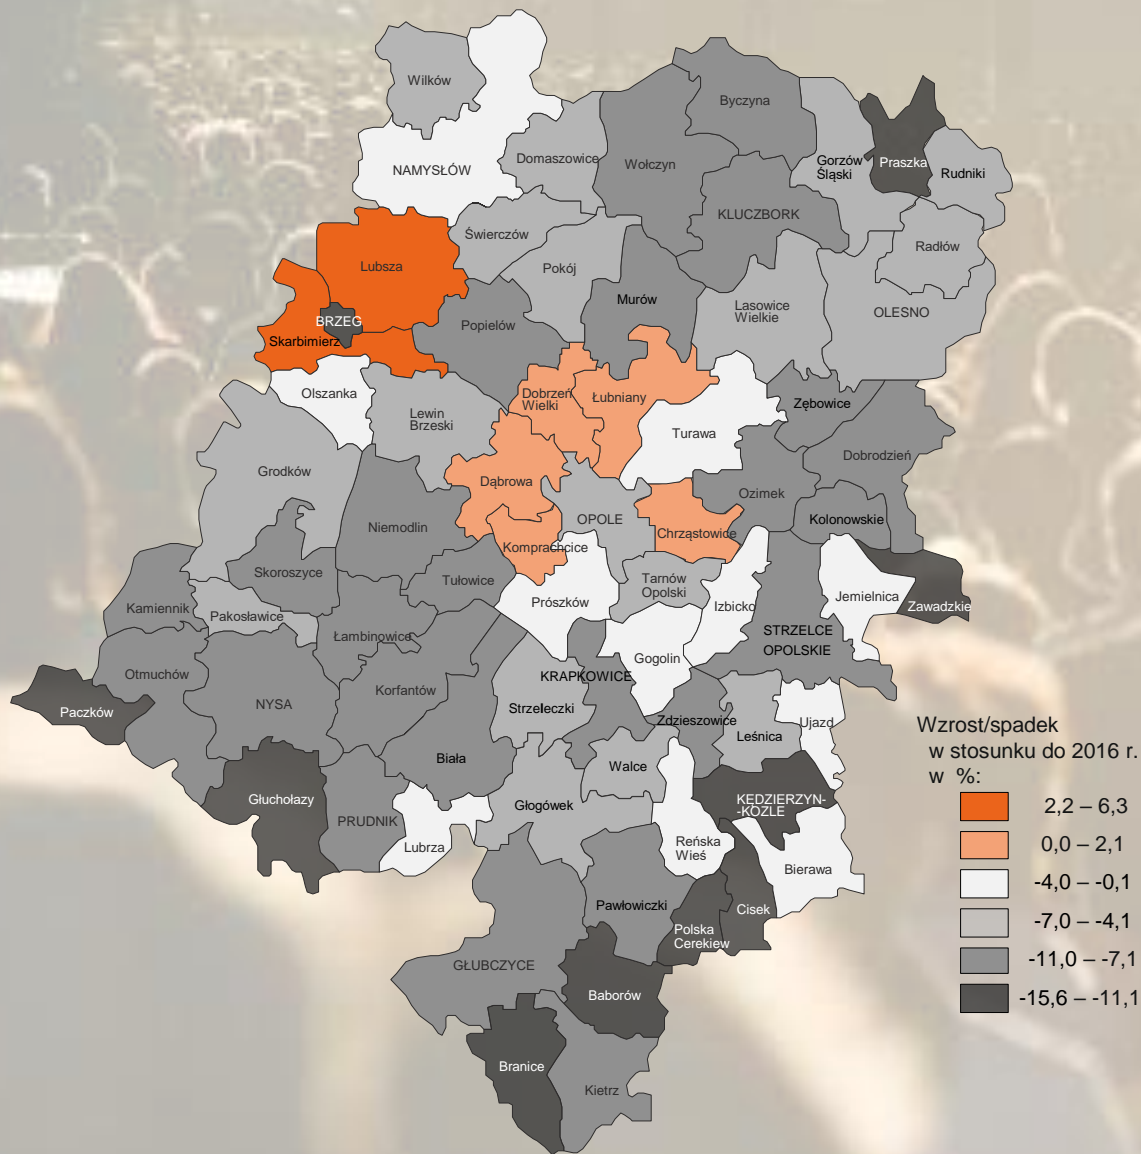 Wilków
Byczyna
NAMYSŁÓW
Domaszowice
Wołczyn
Gorzów
Śląski
Praszka
Rudniki
KLUCZBORK
Świerczów
Radłów
Lubsza
Pokój
Murów
Lasowice
Wielkie
OLESNO
BRZEG
Skarbimierz
Popielów
Olszanka
Dobrzeń
Wielki
Łubniany
Zębowice
Lewin
Brzeski
Turawa
Grodków
Dobrodzień
Dąbrowa
Ozimek
Niemodlin
OPOLE
Kolonowskie
Chrząstowice
Komprachcice
Skoroszyce
Tułowice
Tarnów
Opolski
Kamiennik
Pakosławice
Prószków
Izbicko
Jemielnica
Zawadzkie
Łambinowice
STRZELCE
OPOLSKIE
Gogolin
Otmuchów
KRAPKOWICE
Korfantów
NYSA
Strzeleczki
Paczków
Zdzieszowice
Leśnica
Ujazd
Biała
Walce
Głuchołazy
Głogówek
KĘDZIERZYN-
-KOŹLE
PRUDNIK
Lubrza
Reńska
Wieś
Bierawa
Pawłowiczki
Cisek
Polska
Cerekiew
GŁUBCZYCE
Baborów
Branice
Kietrz
Wzrost/spadek
w stosunku do 2016 r.
w %:
2,2 – 6,3
0,0 – 2,1
-4,0 – -0,1
-7,0 – -4,1
-11,0 – -7,1
-15,6 – -11,1